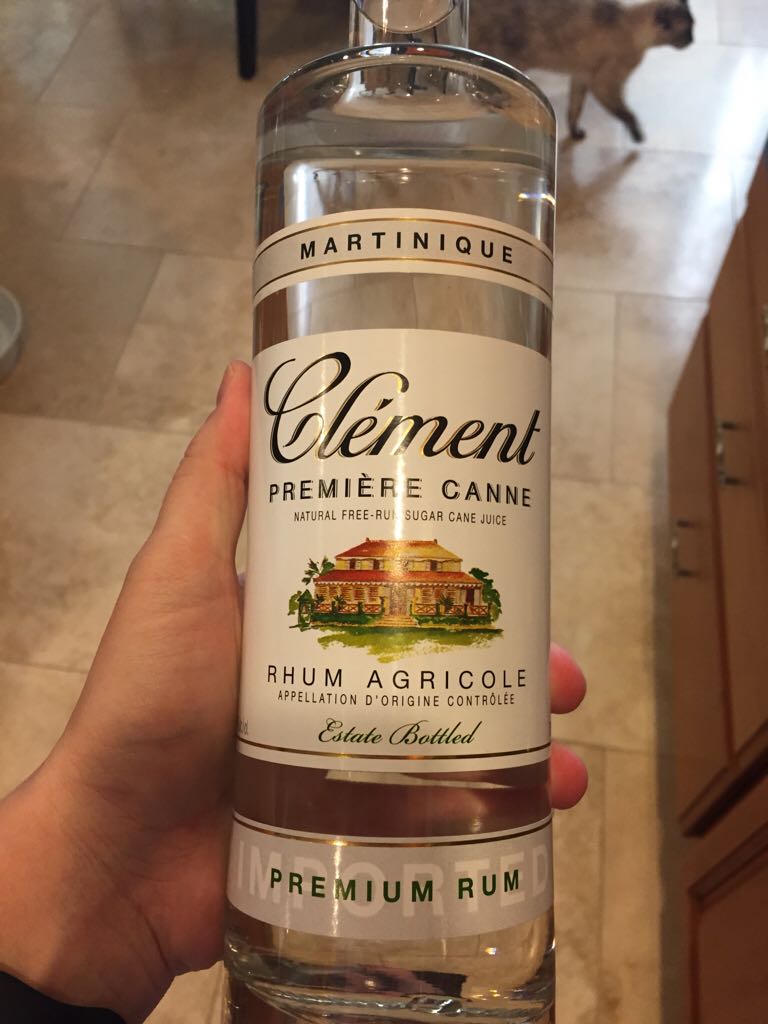 MARTINIQUE
Clément
PREMIÈRE CANNE
NATURAL FREE-RUN SUGAR CANE JUICE
RHUM AGRICOLE
APPELLATION D'ORIGINE CONTRÔLÉE
Estate Bottled
IMPORTED
PREMIUM RUM